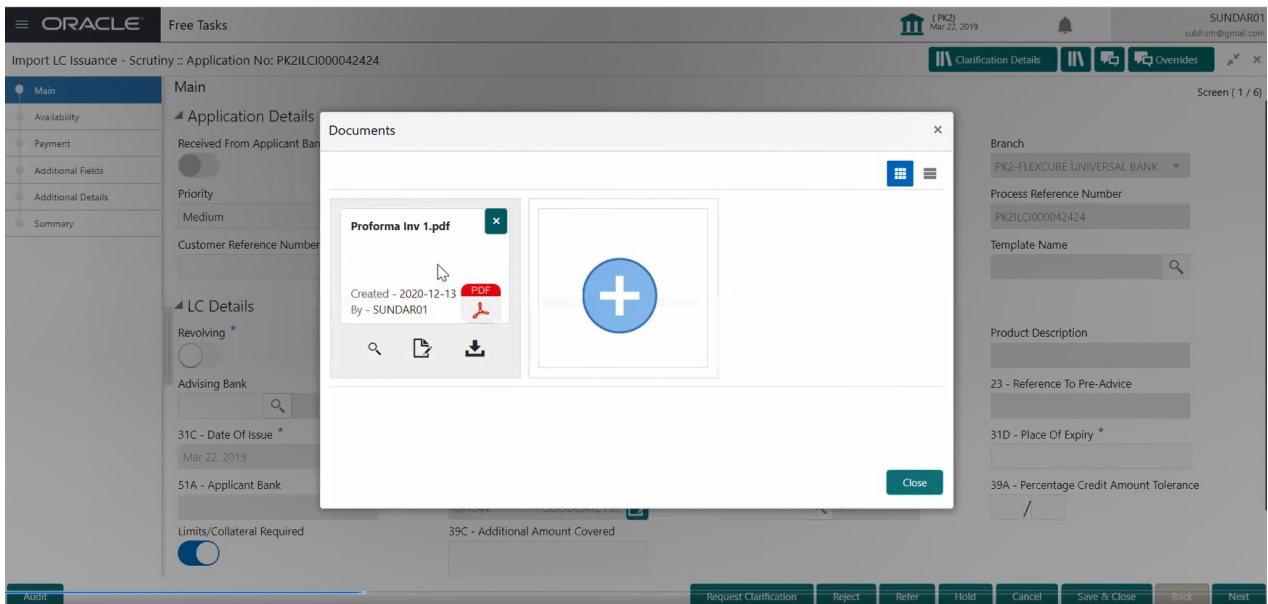 ORACLE
Free Tasks
(PK2)
Mar 22, 2019
SUNDAR01
subham@gmail.com
Import LC Issuance - Scrutiny :: Application No: PK2ILCI000042424
Clarification Details
Overrides
Main
Availability
Payment
Additional Fields
Additional Details
Summary
Main
Screen ( 1 / 6)
Application Details
Received From Applicant Ban
Branch
PK2-FLEXCUBE UNIVERSAL BANK
Priority
Medium
Process Reference Number
PK2ILCI000042424
Customer Reference Number
Template Name
Documents
Proforma Inv 1.pdf
Created - 2020-12-13
By - SUNDAR01
PDF
Close
LC Details
Revolving *
Product Description
Advising Bank
23 - Reference To Pre-Advice
31C - Date Of Issue *
Mar 22, 2019
31D - Place Of Expiry *
51A - Applicant Bank
39A - Percentage Credit Amount Tolerance
/
Limits/Collateral Required
39C - Additional Amount Covered
Audit
Request Clarification
Reject
Refer
Hold
Cancel
Save & Close
Back
Next